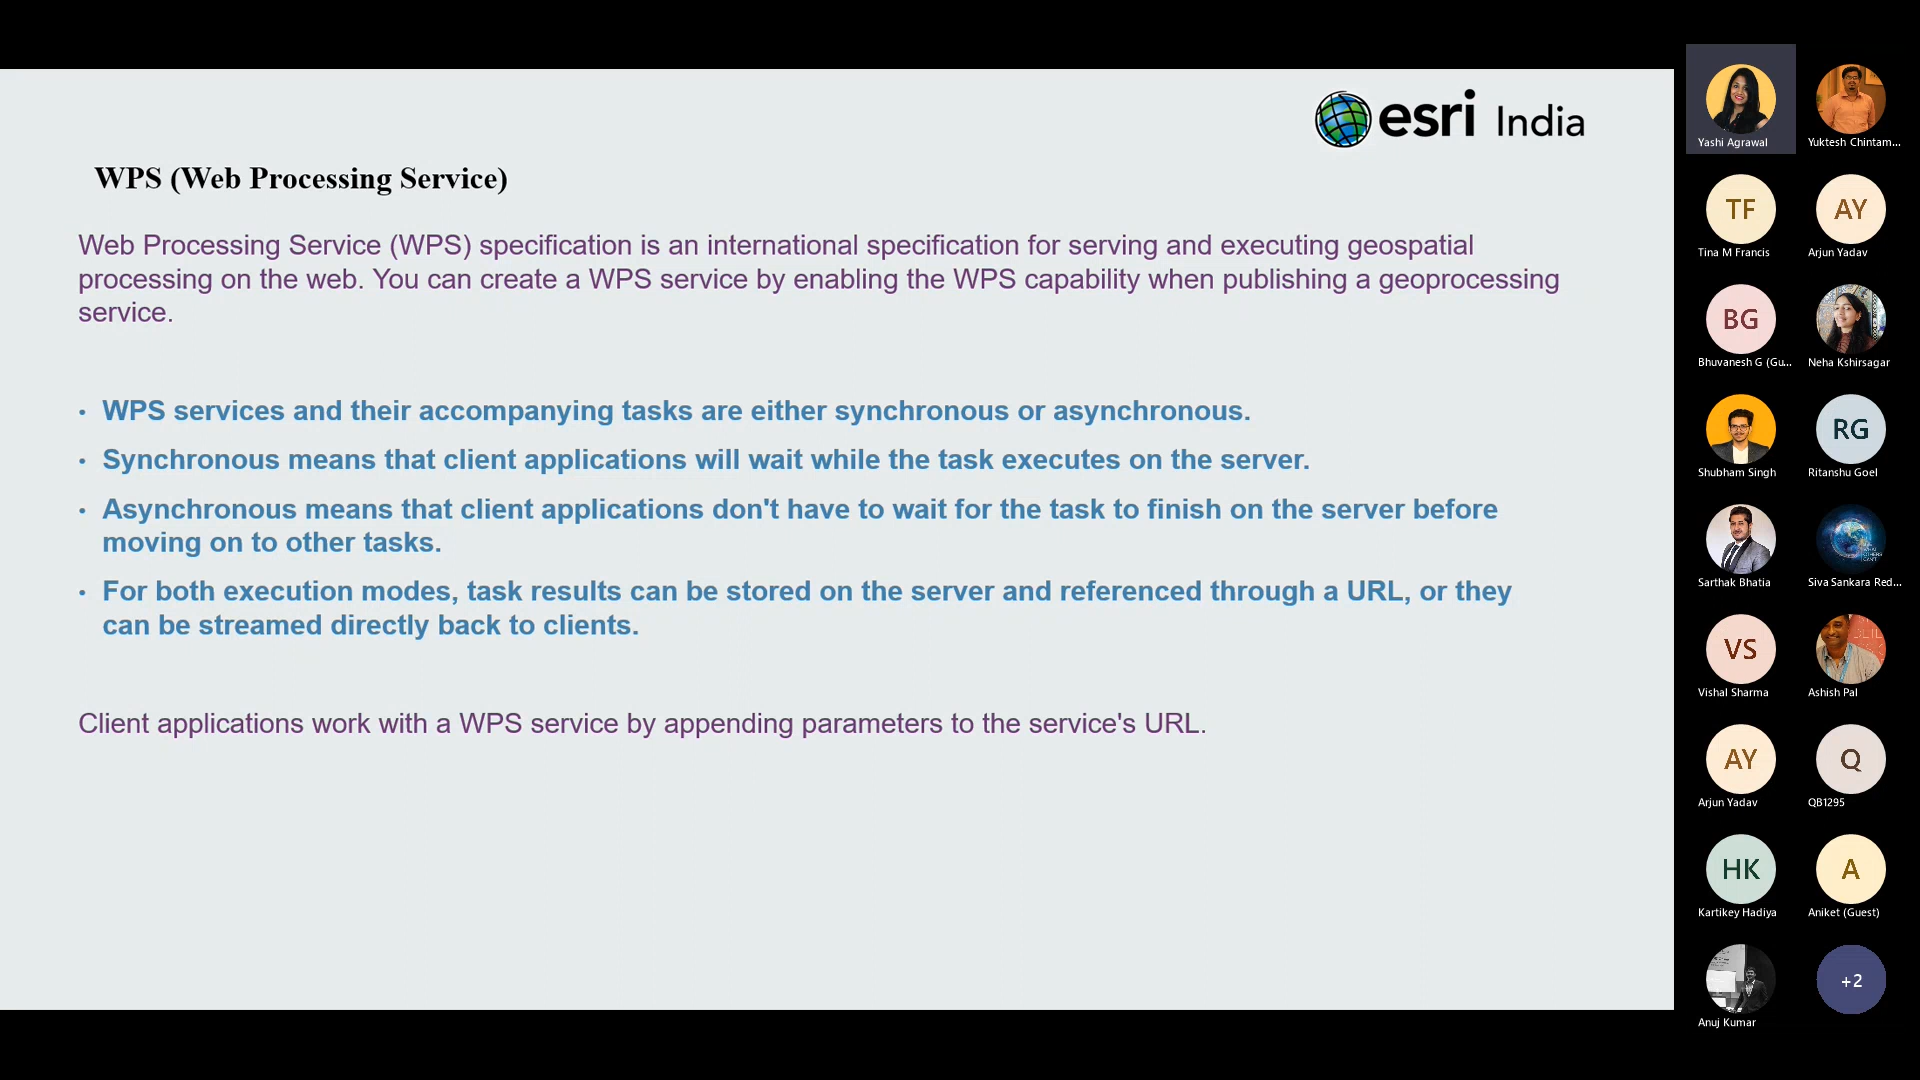 esri India
WPS (Web Processing Service)
Web Processing Service (WPS) specification is an international specification for serving and executing geospatial
processing on the web. You can create a WPS service by enabling the WPS capability when publishing a geoprocessing
service.
• WPS services and their accompanying tasks are either synchronous or asynchronous.
• Synchronous means that client applications will wait while the task executes on the server.
• Asynchronous means that client applications don't have to wait for the task to finish on the server before
moving on to other tasks.
• For both execution modes, task results can be stored on the server and referenced through a URL, or they
can be streamed directly back to clients.
Client applications work with a WPS service by appending parameters to the service's URL.
Yashi Agrawal
Yuktesh Chintam...
TF
Tina M Francis
AY
Arjun Yadav
BG
Bhuvanesh G (Gu...
Neha Kshirsagar
Shubham Singh
RG
Ritanshu Goel
Sarthak Bhatia
Siva Sankara Red...
VS
Vishal Sharma
Ashish Pal
AY
Arjun Yadav
Q
QB1295
HK
Kartikey Hadiya
A
Aniket (Guest)
Anuj Kumar
+2